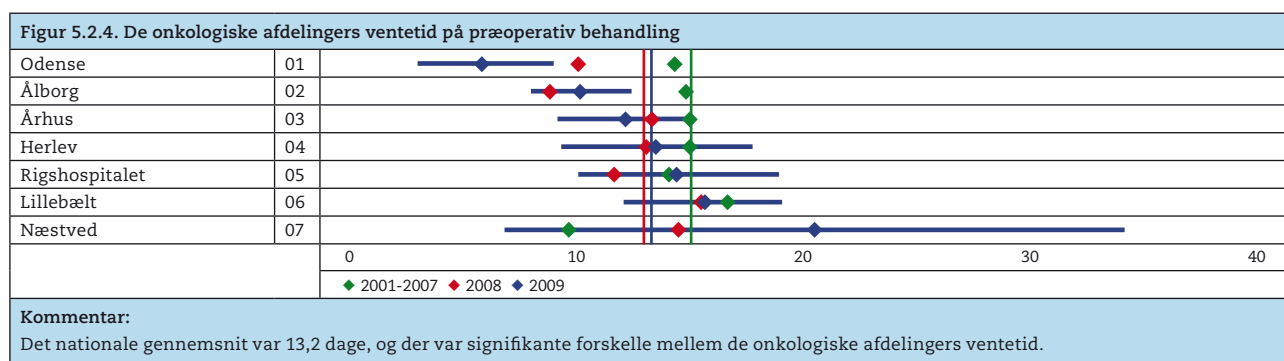 Figur 5.2.4. De onkologiske afdelingers ventetid på præoperativ behandling
Odense 01
Ålborg 02
Århus 03
Herlev 04
Rigshospitalet 05
Lillebælt 06
Næstved 07
0 10 20 30 40
2001-2007 2008 2009
Kommentar:
Det nationale gennemsnit var 13,2 dage, og der var signifikante forskelle mellem de onkologiske afdelingers ventetid.